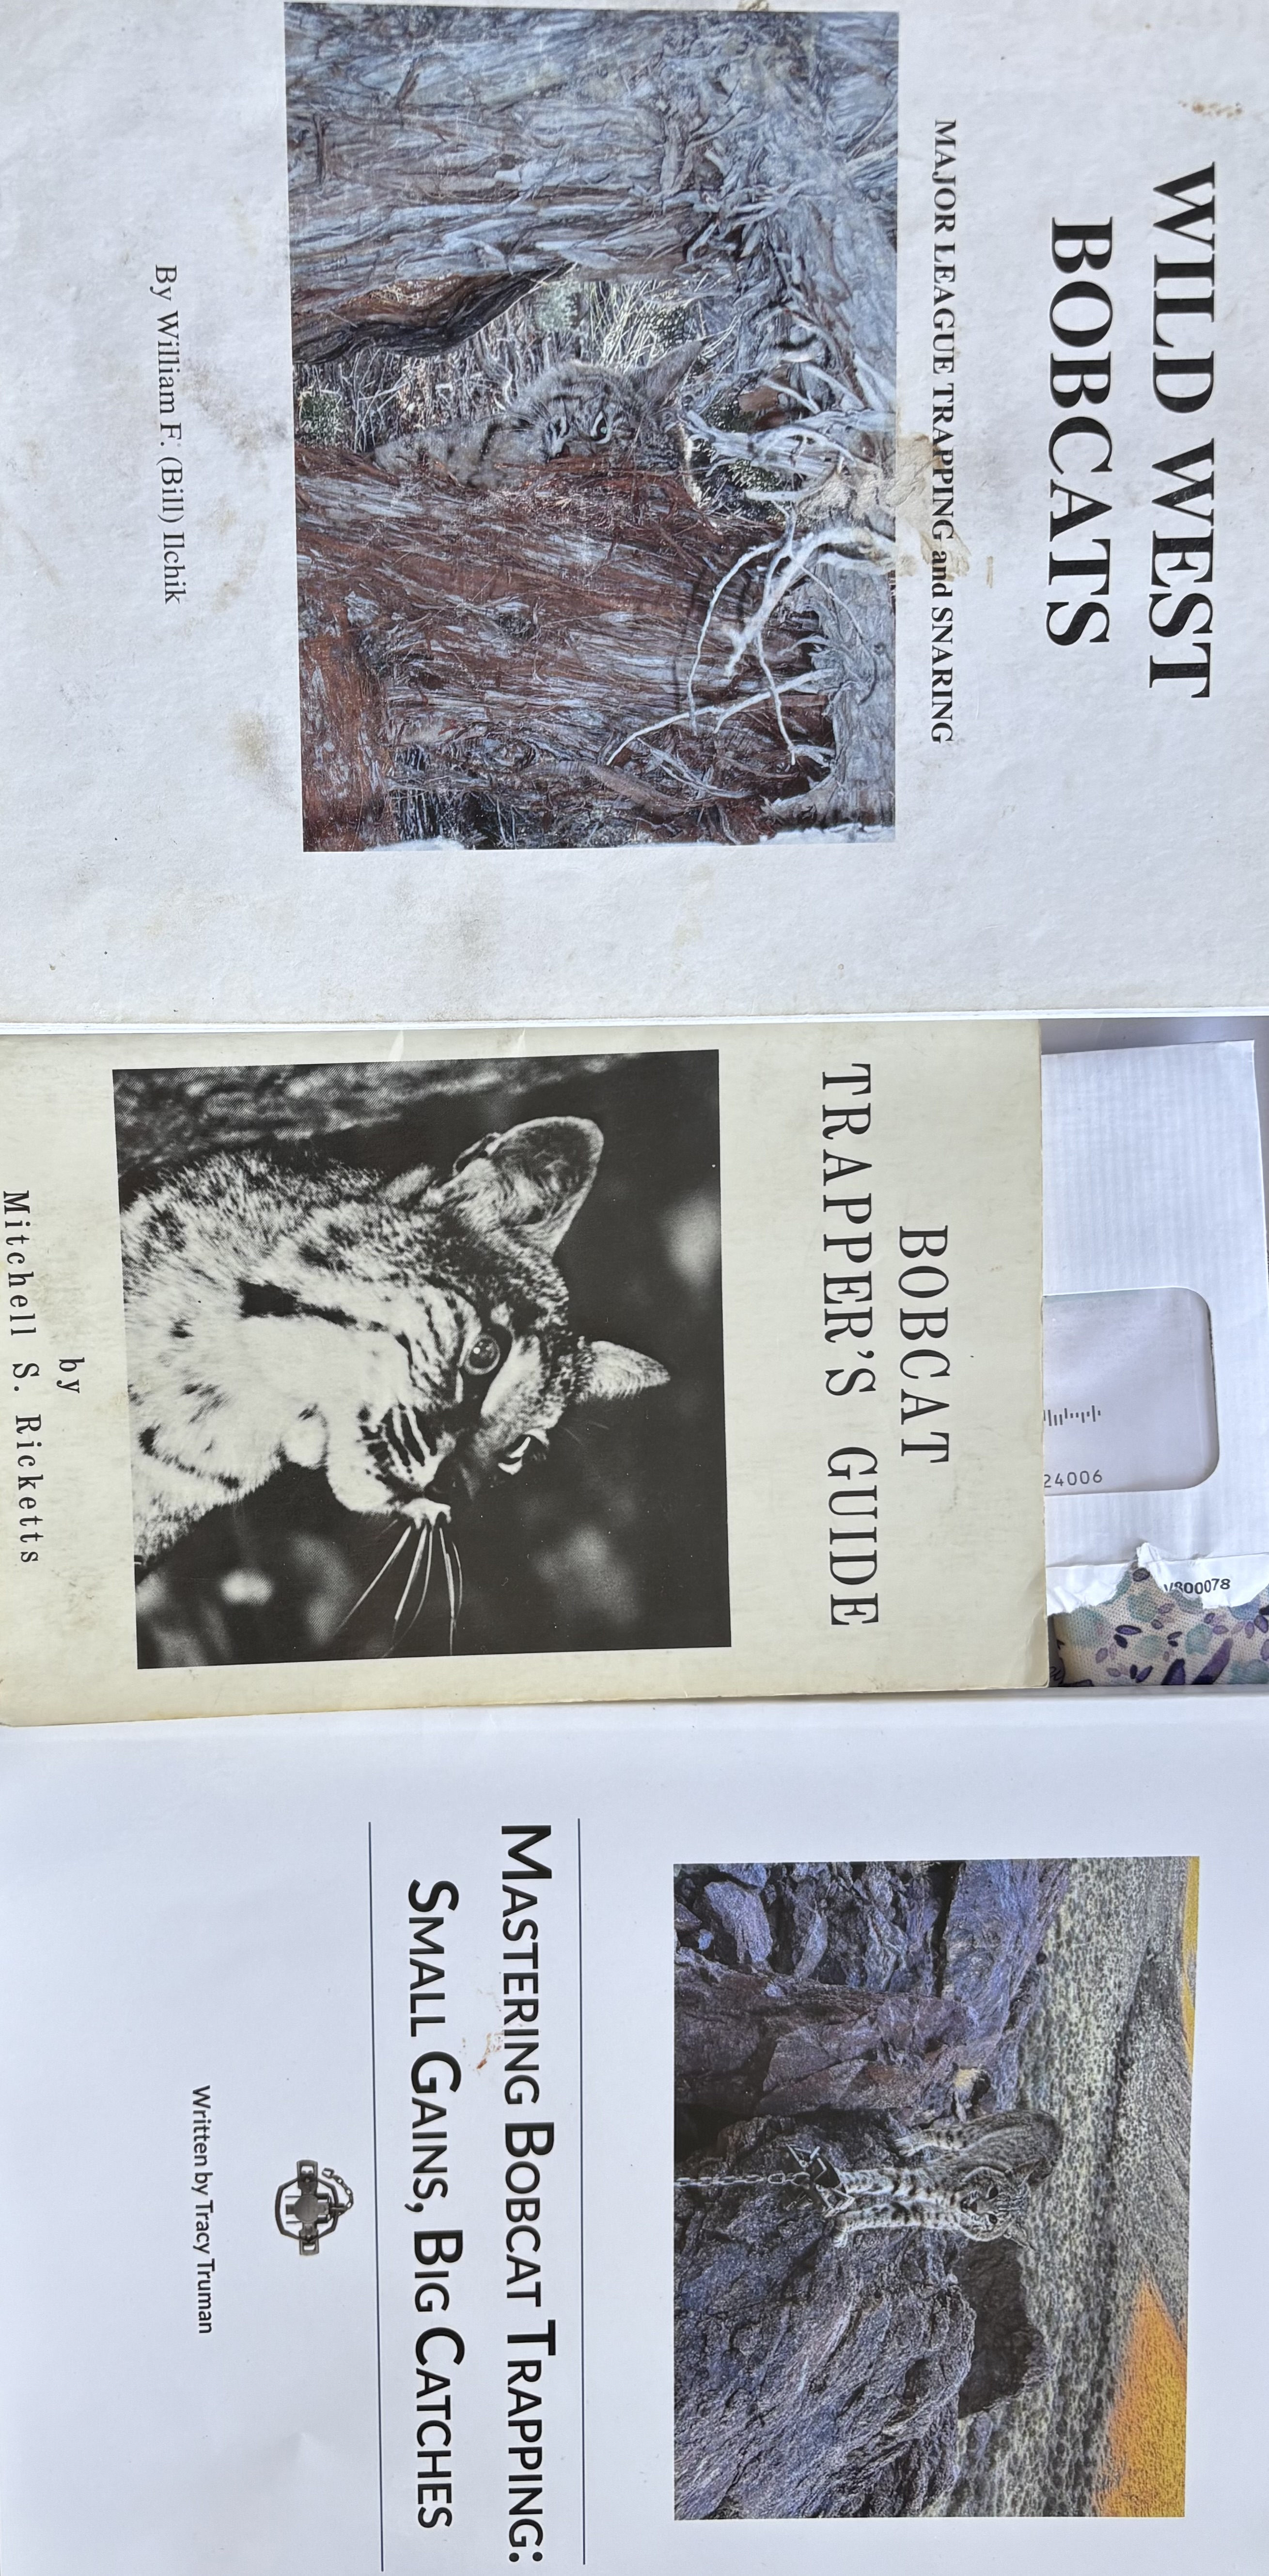 WILD WEST
BOBCATS
MAJOR LEAGUE TRAPPING and SNARING
By William F. (Bill) Ilchik
24006
V800078
BOBCAT
TRAPPER'S GUIDE
by
Mitchell S. Ricketts
MASTERING BOBCAT TRAPPING:
SMALL GAINS, BIG CATCHES
Written by Tracy Truman